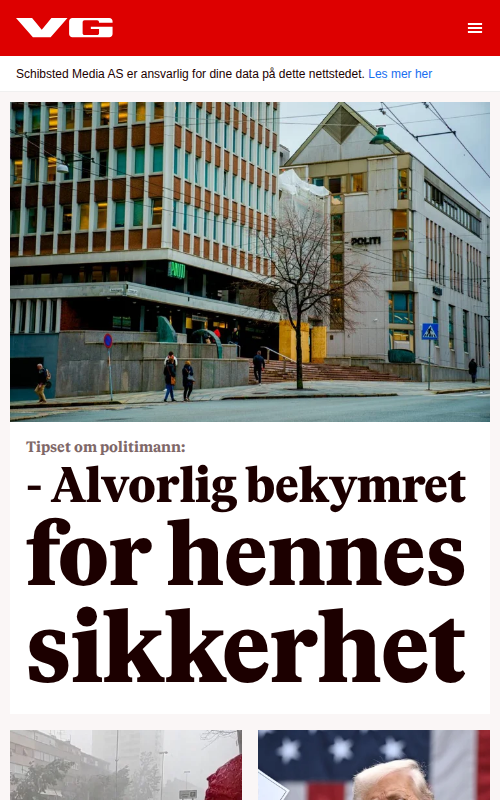 VG
Schibsted Media AS er ansvarlig for dine data på dette nettstedet. Les mer her
POLITI
Tipset om politimann:
- Alvorlig bekymret
for hennes
sikkerhet